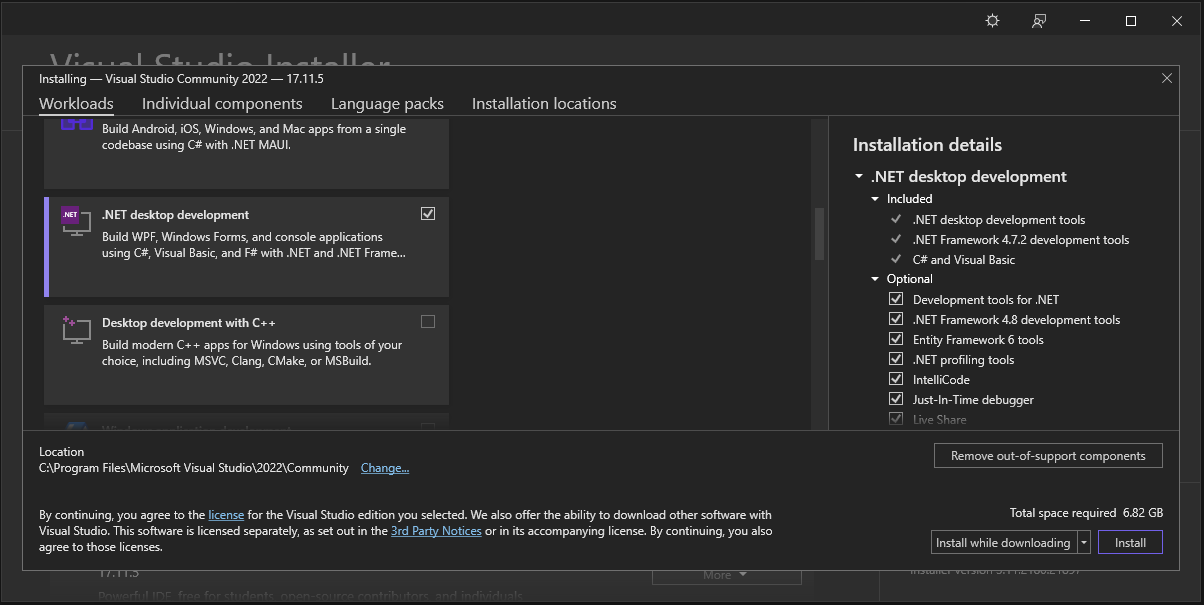 Visual Studio Installer
Installing — Visual Studio Community 2022 — 17.11.5
Workloads Individual components Language packs Installation locations
Build Android, iOS, Windows, and Mac apps from a single
codebase using C# with .NET MAUI.
.NET
.NET desktop development
Build WPF, Windows Forms, and console applications
using C#, Visual Basic, and F# with .NET and .NET Frame...
Desktop development with C++
Build modern C++ apps for Windows using tools of your
choice, including MSVC, Clang, CMake, or MSBuild.
Installation details
.NET desktop development
Included
.NET desktop development tools
.NET Framework 4.7.2 development tools
C# and Visual Basic
Optional
Development tools for .NET
.NET Framework 4.8 development tools
Entity Framework 6 tools
.NET profiling tools
IntelliCode
Just-In-Time debugger
Live Share
Location
C:\Program Files\Microsoft Visual Studio\2022\Community Change...
Remove out-of-support components
By continuing, you agree to the license for the Visual Studio edition you selected. We also offer the ability to download other software with
Visual Studio. This software is licensed separately, as set out in the 3rd Party Notices or in its accompanying license. By continuing, you also
agree to those licenses.
Total space required 6.82 GB
Install while downloading Install
17.11.5
More
Powerful IDE, free for students, open-source contributors, and individuals